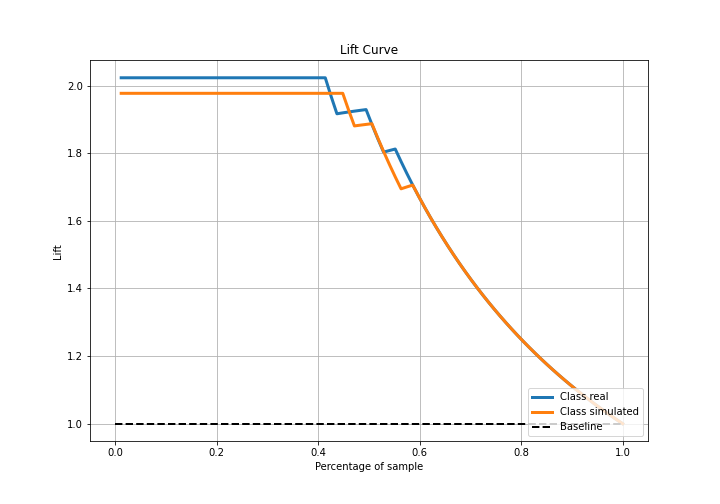 Lift Curve
Lift
2.0
1.8
1.6
1.4
1.2
1.0
0.0 0.2 0.4 0.6 0.8 1.0
Percentage of sample
Class real
Class simulated
Baseline